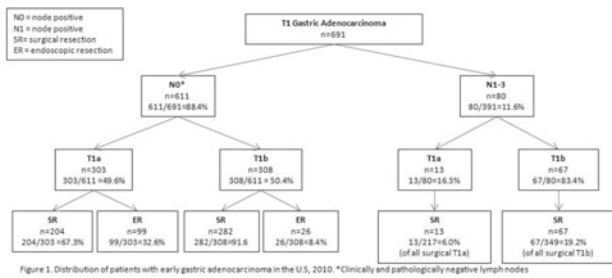 N0 = node positive
N1 = node positive
SR= surgical resection
ER = endoscopic resection
T1 Gastric Adenocarcinoma
n=691
N0*
n=611
611/691=88.4%
N1-3
n=80
80/391=11.6%
T1a
n=303
303/611=49.6%
T1b
n=308
308/611 = 50.4%
T1a
n=13
13/80=16.3%
T1b
n=67
67/80=83.4%
SR
n=204
204/303 = 67.3%
ER
n=99
99/303=32.6%
SR
n=282
282/308=91.6
ER
n=26
26/308=8.4%
SR
n=13
13/217=6.0%
(of all surgical T1a)
SR
n=67
67/349=19.2%
(of all surgical T1b)
Figure 1. Distribution of patients with early gastric adenocarcinoma in the U.S, 2010. *Clinically and pathologically negative lymph nodes